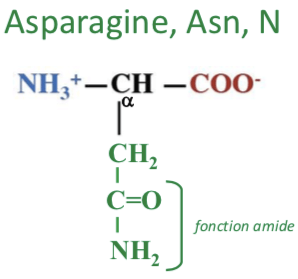 Asparagine, Asn, N
NH₃⁺—CH—COO⁻
α
CH₂
C=O
fonction amide
NH₂